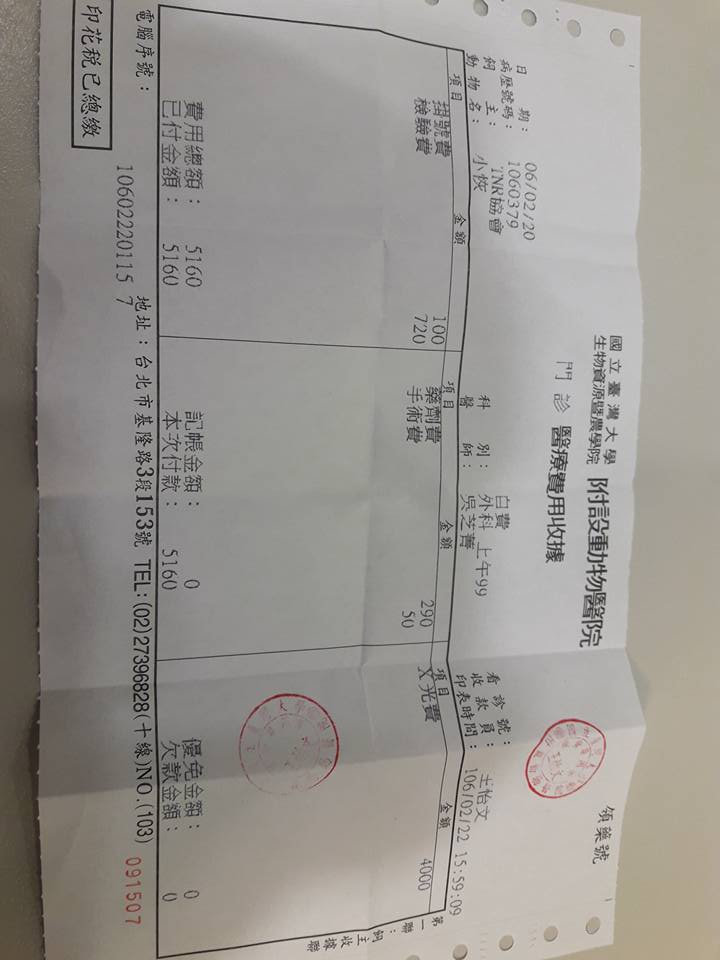 國立臺灣大學
生物資源暨農學院 附設動物醫院
門診 醫療費用收據
領藥號
日 期： 06/02/20
病歷號碼： 1060379
飼 主： TNR協會
動物名： 小恢
科 別： 自費 外科 上午99
醫 師： 吳芝菁
看診號：
收款員： 王怡文
印表時間： 106/02/22 15:59:09
項目 金額 項目 金額 項目 金額
掛號費 100 藥劑費 290 X光費 4000
檢驗費 720 手術費 50
費用總額： 5160 記帳金額： 0 優免金額： 0
已付金額： 5160 本次付款： 5160 欠款金額： 0
第一聯：飼主收據聯
電腦序號： 10602220115
7
地址：台北市基隆路3段153號 TEL:(02)27396828(十線)NO.(103) 091507
印花稅已總繳